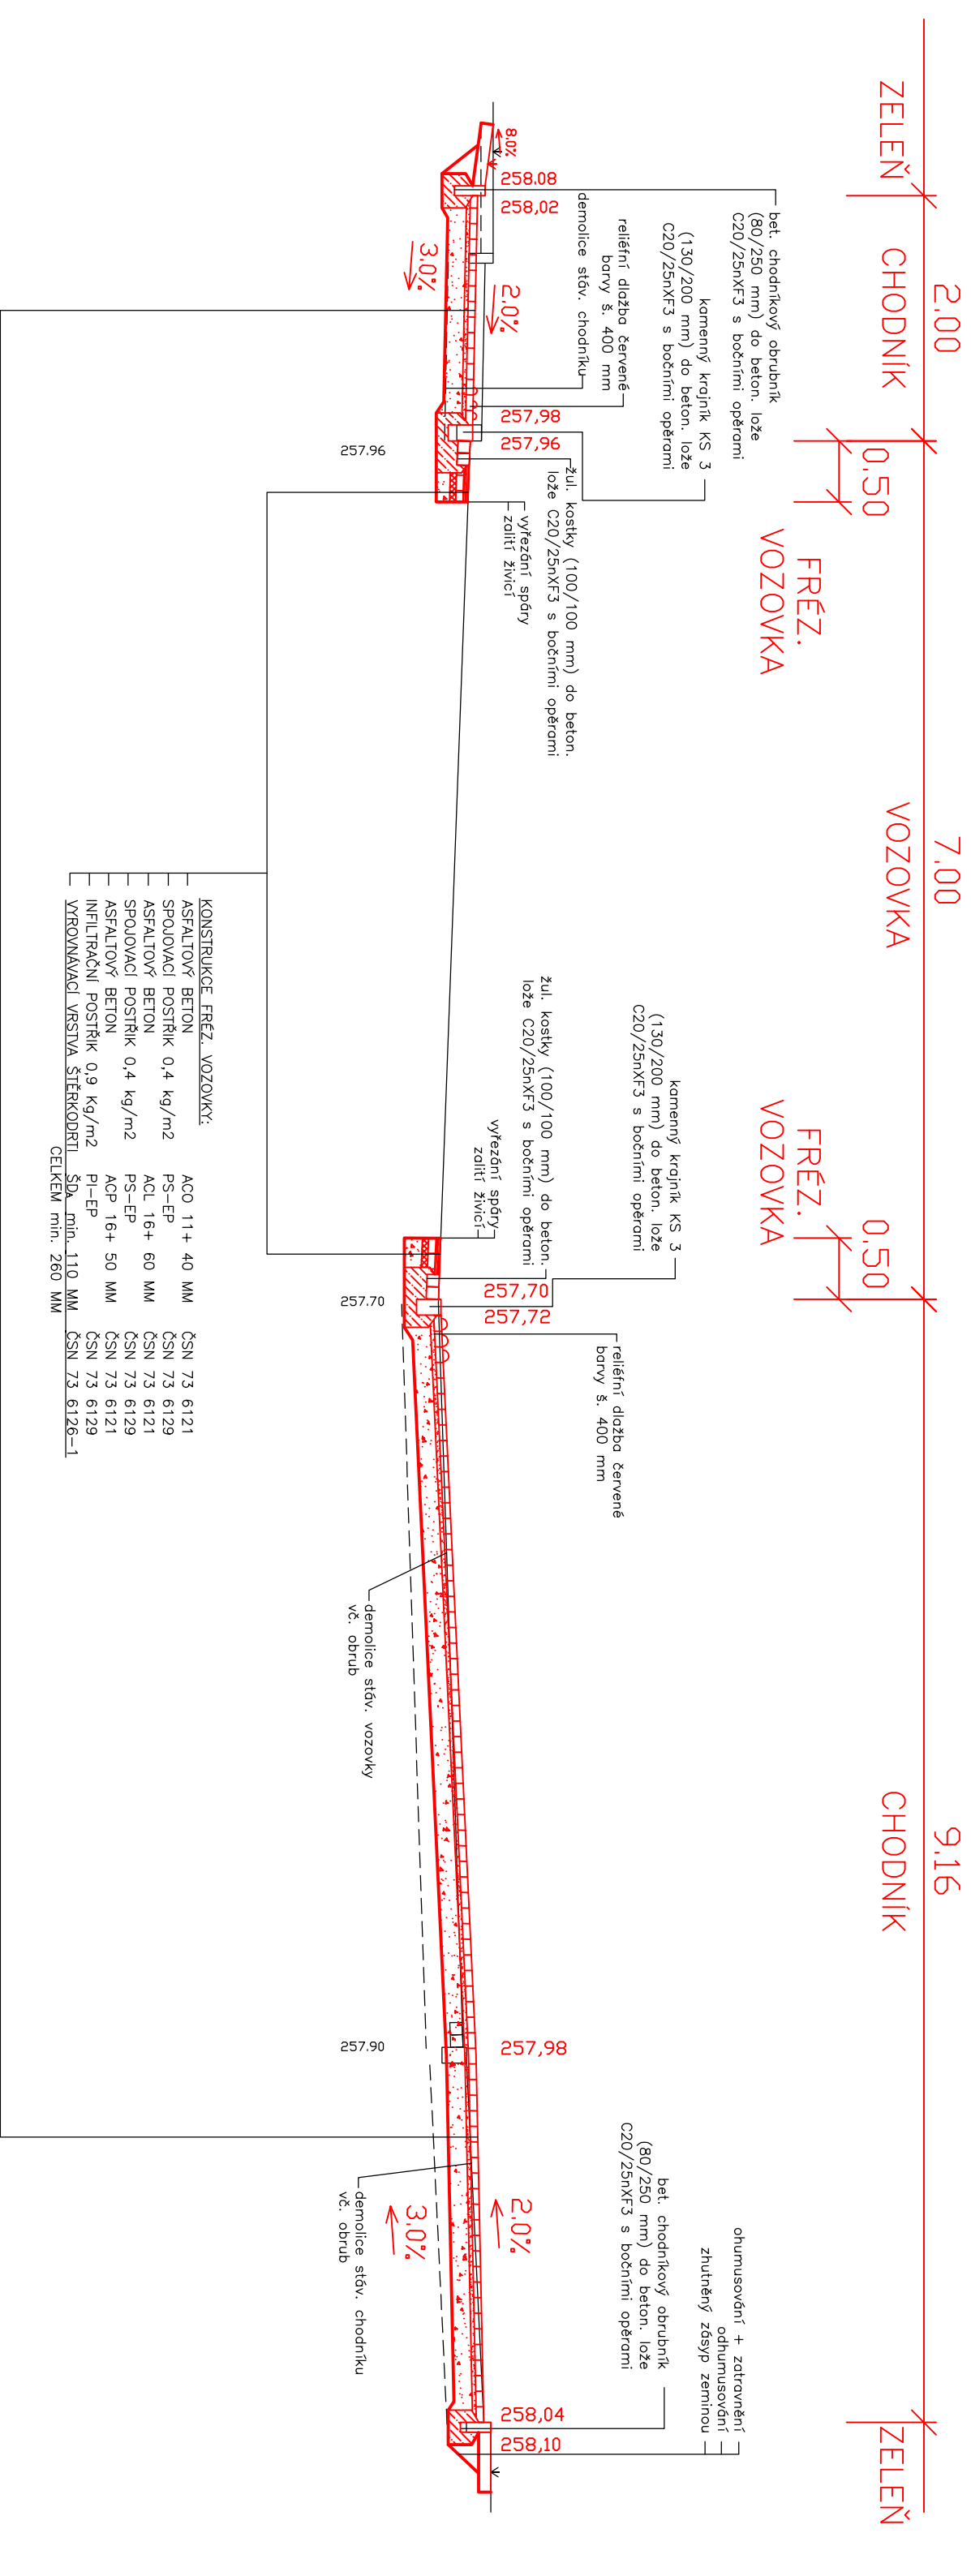 2,00
7,00
9,16
ZELEŇ
CHODNÍK
VOZOVKA
CHODNÍK
ZELEŇ
0,50
0,50
FRÉZ.
VOZOVKA
FRÉZ.
VOZOVKA
bet. chodníkový obrubník
(80/250 mm) do beton. lože
C20/25nXF3 s bočními opěrami
kamenný krajník KS 3
(130/200 mm) do beton. lože
C20/25nXF3 s bočními opěrami
reliéfní dlažba červené
barvy š. 400 mm
demolice stáv. chodníku
žul. kostky (100/100 mm) do beton.
lože C20/25nXF3 s bočními opěrami
vyřezání spáry
zalití živicí
kamenný krajník KS 3
(130/200 mm) do beton. lože
C20/25nXF3 s bočními opěrami
žul. kostky (100/100 mm) do beton.
lože C20/25nXF3 s bočními opěrami
vyřezání spáry
zalití živicí
reliéfní dlažba červené
barvy š. 400 mm
ohumusování + zatravnění
odhumusování
zhutněný zásyp zeminou
bet. chodníkový obrubník
(80/250 mm) do beton. lože
C20/25nXF3 s bočními opěrami
8,0%
258.08
258,02
2,0%
257,98
257,96
257,70
257,72
257,98
2,0%
258,04
258,10
3,0%
3,0%
257.96
257.70
257.90
demolice stáv. vozovky
vč. obrub
demolice stáv. chodníku
vč. obrub
KONSTRUKCE FRÉZ. VOZOVKY:
ASFALTOVÝ BETON ACO 11+ 40 MM ČSN 73 6121
SPOJOVACÍ POSTŘIK 0,4 kg/m2 PS-EP ČSN 73 6129
ASFALTOVÝ BETON ACL 16+ 60 MM ČSN 73 6121
SPOJOVACÍ POSTŘIK 0,4 kg/m2 PS-EP ČSN 73 6129
ASFALTOVÝ BETON ACP 16+ 50 MM ČSN 73 6121
INFILTRAČNÍ POSTŘIK 0,9 Kg/m2 PI-EP ČSN 73 6129
VYROVNÁVACÍ VRSTVA ŠTĚRKODRTI ŠDA min. 110 MM ČSN 73 6126-1
CELKEM min. 260 MM